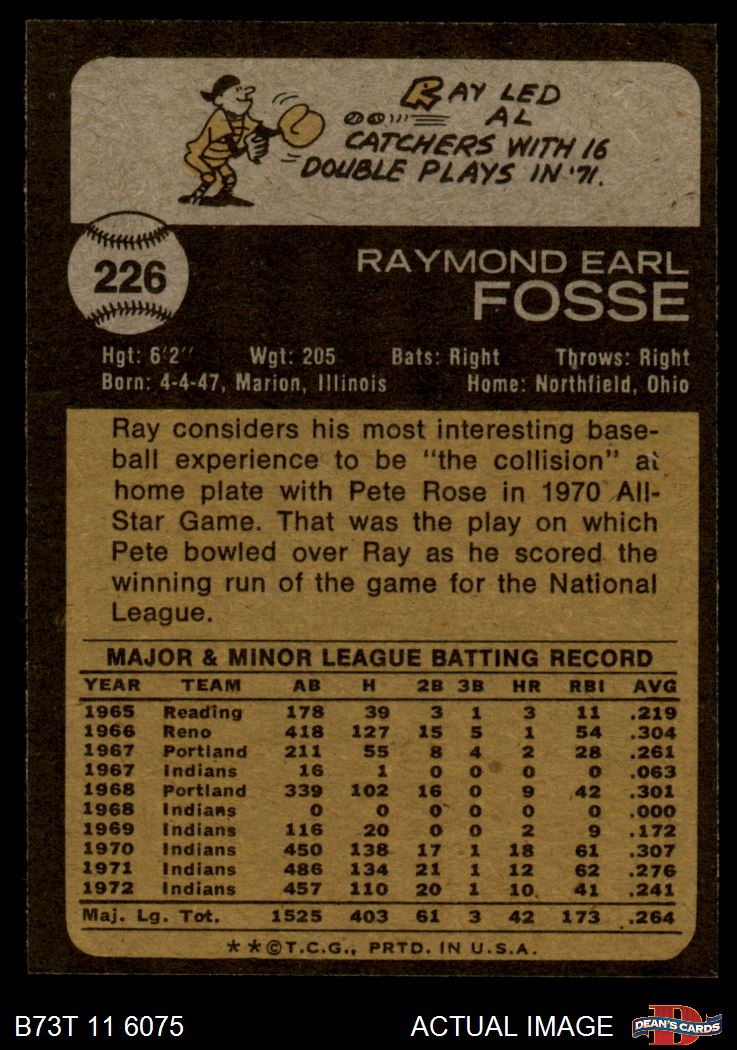 RAY LED
AL
CATCHERS WITH 16
DOUBLE PLAYS IN '71.
226
RAYMOND EARL
FOSSE
Hgt: 6'2" Wgt: 205 Bats: Right Throws: Right
Born: 4-4-47, Marion, Illinois Home: Northfield, Ohio
Ray considers his most interesting base-
ball experience to be "the collision" at
home plate with Pete Rose in 1970 All-
Star Game. That was the play on which
Pete bowled over Ray as he scored the
winning run of the game for the National
League.
MAJOR & MINOR LEAGUE BATTING RECORD
YEAR TEAM AB H 2B 3B HR RBI AVG
1965 Reading 178 39 3 1 3 11 .219
1966 Reno 418 127 15 5 1 54 .304
1967 Portland 211 55 8 4 2 28 .261
1967 Indians 16 1 0 0 0 0 .063
1968 Portland 339 102 16 0 9 42 .301
1968 Indians 0 0 0 0 0 0 .000
1969 Indians 116 20 0 0 2 9 .172
1970 Indians 450 138 17 1 18 61 .307
1971 Indians 486 134 21 1 12 62 .276
1972 Indians 457 110 20 1 10 41 .241
Maj. Lg. Tot. 1525 403 61 3 42 173 .264
**©T.C.G., PRTD. IN U.S.A.
B73T 11 6075 ACTUAL IMAGE DEAN'S CARDS